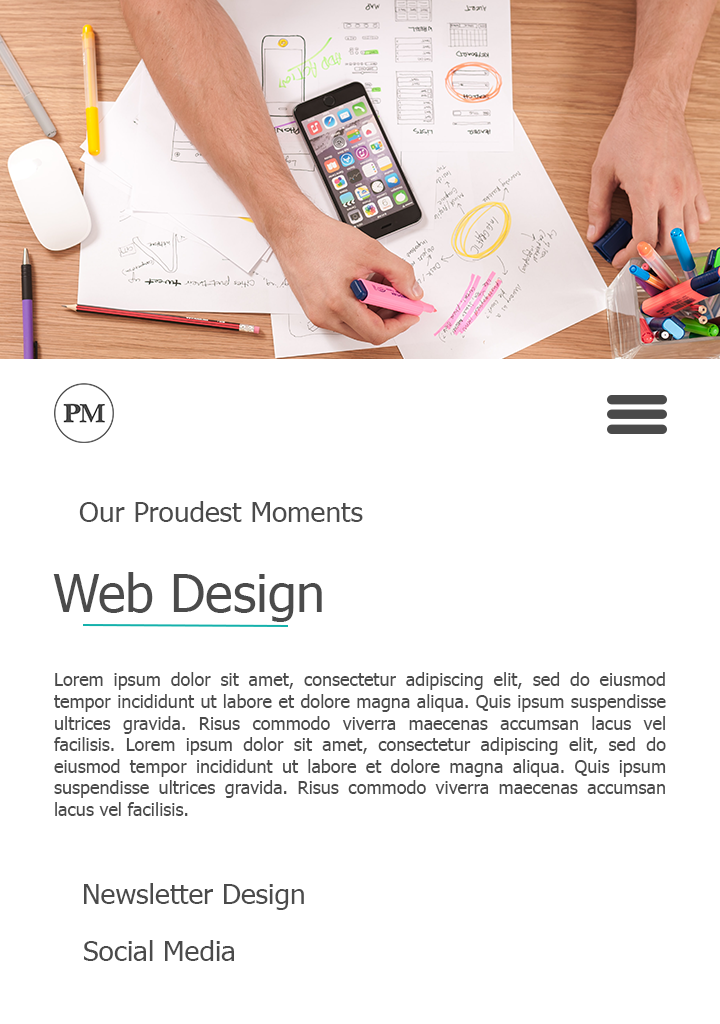 ADD ACTION
INFOGRAPHIC
PM
Our Proudest Moments
Web Design
Lorem ipsum dolor sit amet, consectetur adipiscing elit, sed do eiusmod
tempor incididunt ut labore et dolore magna aliqua. Quis ipsum suspendisse
ultrices gravida. Risus commodo viverra maecenas accumsan lacus vel
facilisis. Lorem ipsum dolor sit amet, consectetur adipiscing elit, sed do
eiusmod tempor incididunt ut labore et dolore magna aliqua. Quis ipsum
suspendisse ultrices gravida. Risus commodo viverra maecenas accumsan
lacus vel facilisis.
Newsletter Design
Social Media